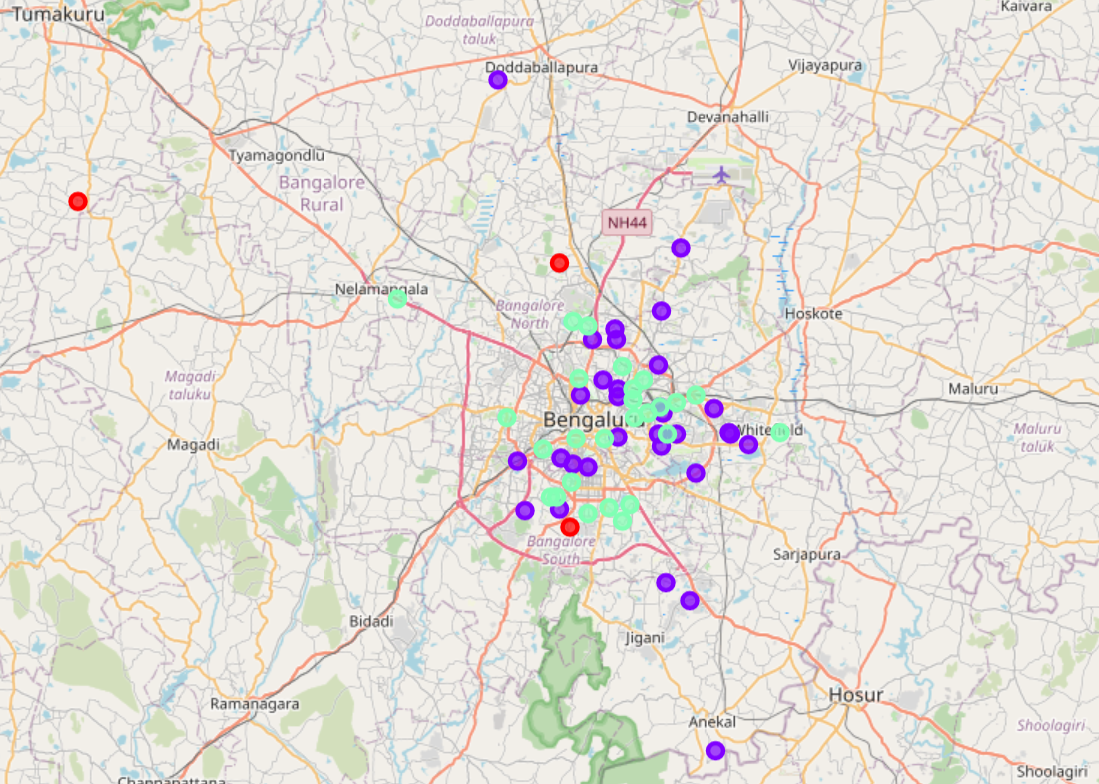 Tumakuru
Doddaballapura
taluk
Kaivara
Doddaballapura
Vijayapura
Devanahalli
Tyamagondlu
Bangalore
Rural
NH44
Nelamangala
Bangalore
North
Hoskote
Magadi
taluku
Maluru
Bengaluru
Whitefield
Maluru
taluk
Magadi
Bangalore
South
Sarjapura
Bidadi
Jigani
Ramanagara
Hosur
Anekal
Shoolagiri
Shoolagiri
Channapattana